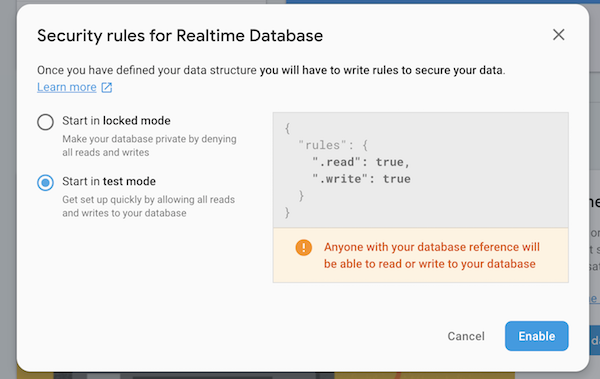 Security rules for Realtime Database
Once you have defined your data structure you will have to write rules to secure your data.
Learn more
Start in locked mode
Make your database private by denying
all reads and writes
Start in test mode
Get set up quickly by allowing all reads
and writes to your database
{
"rules": {
".read": true,
".write": true
}
}
Anyone with your database reference will
be able to read or write to your database
Cancel
Enable